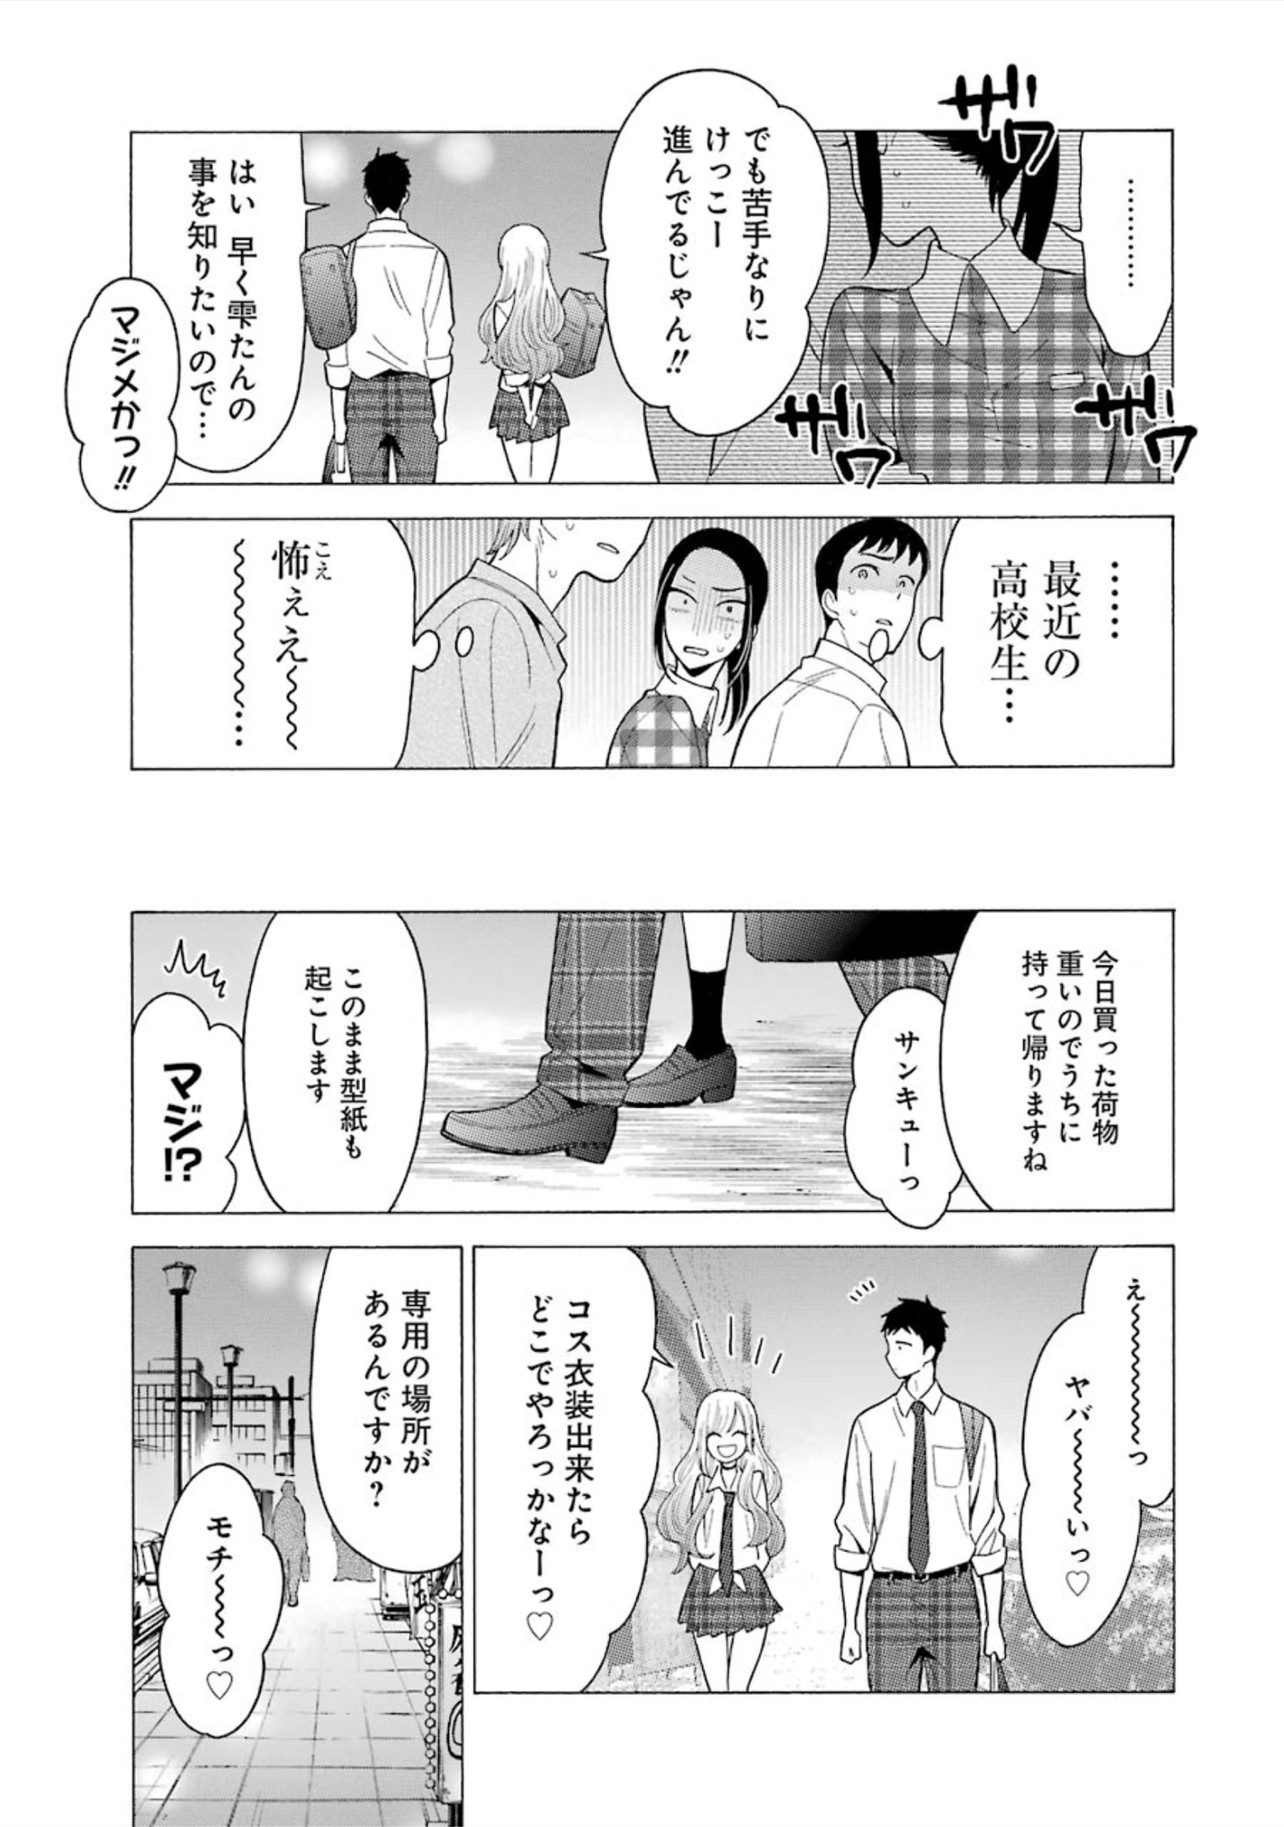 …………
ザワ
ザワ
ザワ
でも苦手なりに
けっこー
進んでるじゃん!!
はい 早く雫たんの
事を知りたいので…
マジメかっ!!
……
最近の
高校生…
怖ぇえ〜〜〜
こえ
〜〜〜〜〜〜…
今日買った荷物
重いのでうちに
持って帰りますね
サンキューっ
このまま型紙も
起こします
マジ!?
え〜〜〜〜〜っ
ヤバ〜〜〜〜いっ♡
コス衣装出来たら
どこでやろっかなーっ♡
専用の場所が
あるんですか?
モチ〜〜〜っ♡